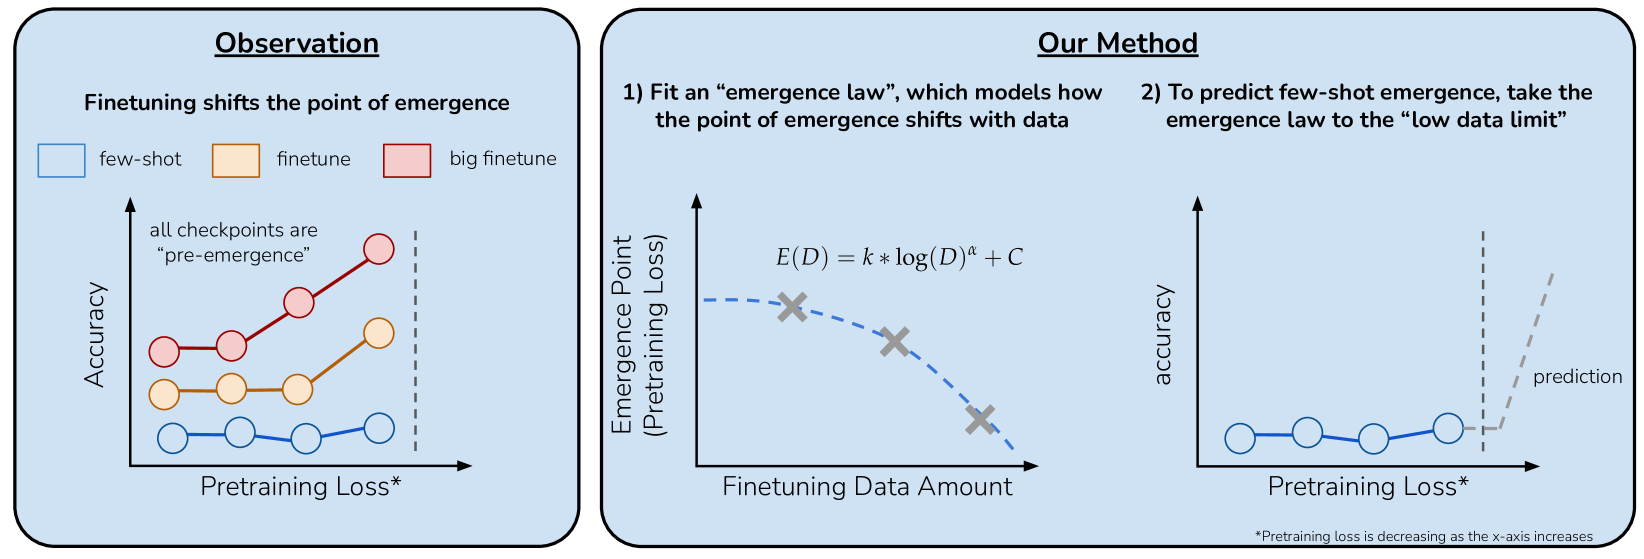 Observation
Finetuning shifts the point of emergence
few-shot
finetune
big finetune
all checkpoints are
“pre-emergence”
Accuracy
Pretraining Loss*
Our Method
1) Fit an “emergence law”, which models how
the point of emergence shifts with data
E(D) = k ∗ log(D)^α + C
Emergence Point
(Pretraining Loss)
Finetuning Data Amount
2) To predict few-shot emergence, take the
emergence law to the “low data limit”
accuracy
prediction
Pretraining Loss*
*Pretraining loss is decreasing as the x-axis increases